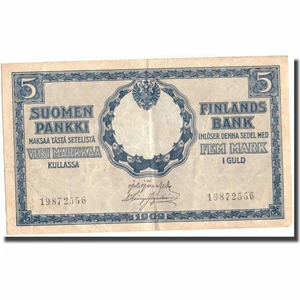 5
5
SUOMEN
PANKKI
MAKSAA TÄSTÄ SETELISTÄ
VIISI MARKKAA
KULLASSA
FINLANDS
BANK
INLÖSER DENNA SEDEL MED
FEM MARK
I GULD
19872556
19872556
1909